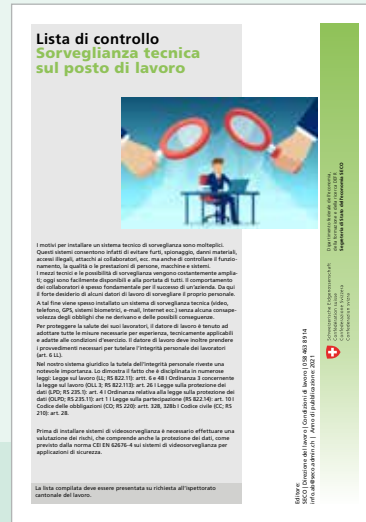 Lista di controllo
Sorveglianza tecnica
sul posto di lavoro
I motivi per installare un sistema tecnico di sorveglianza sono molteplici.
Questi sistemi consentono infatti di evitare furti, spionaggio, danni materiali,
accessi illegali, attacchi ai collaboratori, ecc. ma anche di controllare il funzio-
namento, la qualità o le prestazioni di persone, macchine e sistemi.
I mezzi tecnici e le possibilità di sorveglianza vengono costantemente amplia-
ti; oggi sono facilmente disponibili e alla portata di tutti. Il comportamento
dei collaboratori è spesso fondamentale per il successo di un'azienda. Da qui
il forte desiderio di alcuni datori di lavoro di sorvegliare il proprio personale.
A tal fine viene spesso installato un sistema di sorveglianza tecnica (video,
telefono, GPS, sistemi biometrici, e-mail, Internet ecc.) senza alcuna consape-
volezza degli obblighi che ne derivano e delle possibili conseguenze.
Per proteggere la salute dei suoi lavoratori, il datore di lavoro è tenuto ad
adottare tutte le misure necessarie per esperienza, tecnicamente applicabili
e adatte alle condizioni d'esercizio. Il datore di lavoro deve inoltre prendere
i provvedimenti necessari per tutelare l'integrità personale dei lavoratori
(art. 6 LL).
Nel nostro sistema giuridico la tutela dell'integrità personale riveste una
notevole importanza. Lo dimostra il fatto che è disciplinata in numerose
leggi: Legge sul lavoro (LL; RS 822.11): art. 6 e 48 I Ordinanza 3 concernente
la legge sul lavoro (OLL 3; RS 822.113): art. 26 I Legge sulla protezione dei
dati (LPD; RS 235.1): art. 4 I Ordinanza relativa alla legge sulla protezione dei
dati (OLPD; RS 235.11): art 1 I Legge sulla partecipazione (RS 822.14): art. 10 I
Codice delle obbligazioni (CO; RS 220): artt. 328, 328b I Codice civile (CC; RS
210): art. 28.
Prima di installare sistemi di videosorveglianza è necessario effettuare una
valutazione dei rischi, che comprende anche la protezione dei dati, come
previsto dalla norma CEI EN 62676-4 sui sistemi di videosorveglianza per
applicazioni di sicurezza.
La lista compilata deve essere presentata su richiesta all'ispettorato
cantonale del lavoro.
Schweizerische Eidgenossenschaft
Confédération suisse
Confederazione Svizzera
Confederaziun svizra
Dipartimento federale dell'economia,
della formazione e della ricerca DEFR
Segreteria di Stato dell'economia SECO
Editore:
SECO | Direzione del lavoro | Condizioni di lavoro | 058 463 89 14
info.ab@seco.admin.ch | Anno di pubblicazione 2021